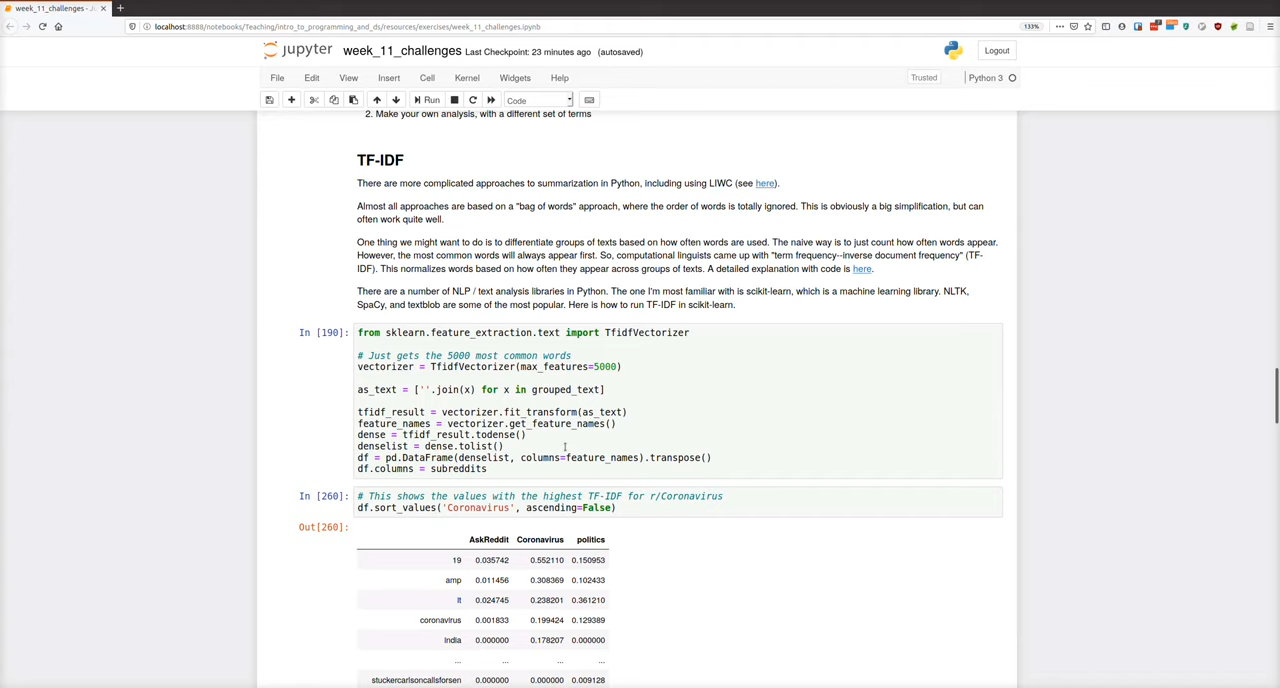 week_11_challenges - Ju
localhost:8888/notebooks/Teaching/intro_to_programming_and_ds/resources/exercises/week_11_challenges.ipynb
133%
jupyter week_11_challenges Last Checkpoint: 23 minutes ago (autosaved)
Logout
File Edit View Insert Cell Kernel Widgets Help
Trusted Python 3
Run Code
2. Make your own analysis, with a different set of terms
TF-IDF
There are more complicated approaches to summarization in Python, including using LIWC (see here).
Almost all approaches are based on a "bag of words" approach, where the order of words is totally ignored. This is obviously a big simplification, but can
often work quite well.
One thing we might want to do is to differentiate groups of texts based on how often words are used. The naive way is to just count how often words appear.
However, the most common words will always appear first. So, computational linguists came up with "term frequency--inverse document frequency" (TF-
IDF). This normalizes words based on how often they appear across groups of texts. A detailed explanation with code is here.
There are a number of NLP / text analysis libraries in Python. The one I'm most familiar with is scikit-learn, which is a machine learning library. NLTK,
SpaCy, and textblob are some of the most popular. Here is how to run TF-IDF in scikit-learn.
In [190]: from sklearn.feature_extraction.text import TfidfVectorizer
# Just gets the 5000 most common words
vectorizer = TfidfVectorizer(max_features=5000)
as_text = [''.join(x) for x in grouped_text]
tfidf_result = vectorizer.fit_transform(as_text)
feature_names = vectorizer.get_feature_names()
dense = tfidf_result.todense()
denselist = dense.tolist()
df = pd.DataFrame(denselist, columns=feature_names).transpose()
df.columns = subreddits
In [260]: # This shows the values with the highest TF-IDF for r/Coronavirus
df.sort_values('Coronavirus', ascending=False)
Out[260]:
AskReddit Coronavirus politics
19 0.035742 0.552110 0.150953
amp 0.011456 0.308369 0.102433
it 0.024745 0.238201 0.361210
coronavirus 0.001833 0.199424 0.129389
india 0.000000 0.178207 0.000000
... ... ... ...
stuckercarlsoncallsforsen 0.000000 0.000000 0.009128